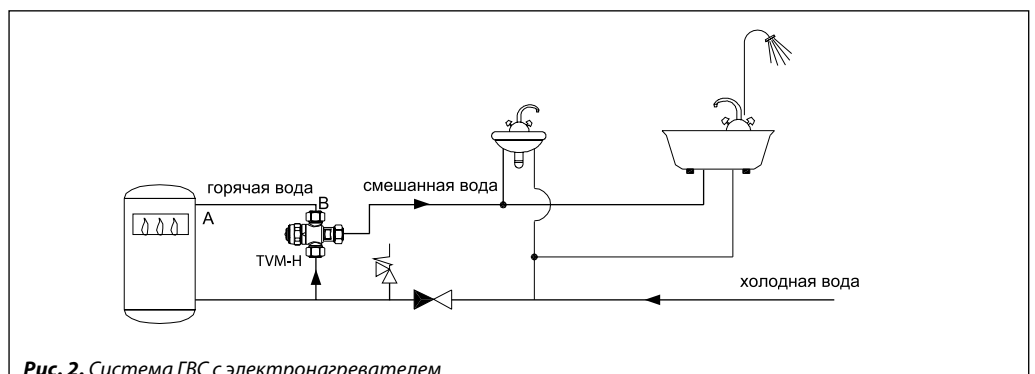 горячая вода
B
смешанная вода
A
TVM-H
холодная вода
Рис. 2. Система ГВС с электронагревателем